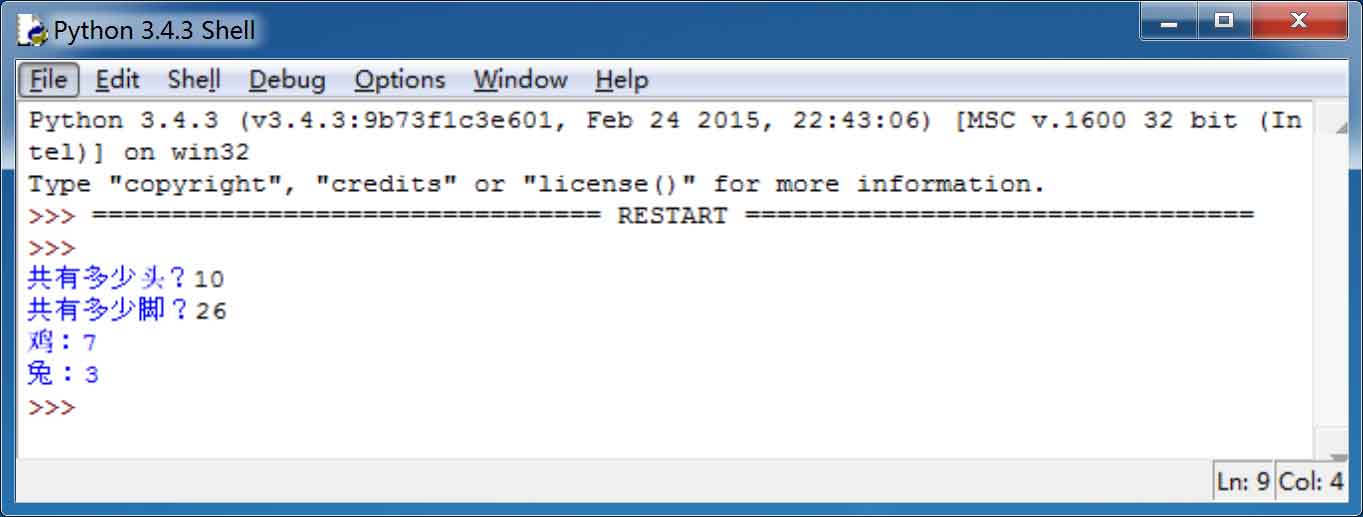 Python 3.4.3 Shell
File Edit Shell Debug Options Window Help
Python 3.4.3 (v3.4.3:9b73f1c3e601, Feb 24 2015, 22:43:06) [MSC v.1600 32 bit (In
tel)] on win32
Type "copyright", "credits" or "license()" for more information.
>>> ================================ RESTART ================================
>>>
共有多少头？10
共有多少脚？26
鸡：7
兔：3
>>>
Ln: 9 Col: 4